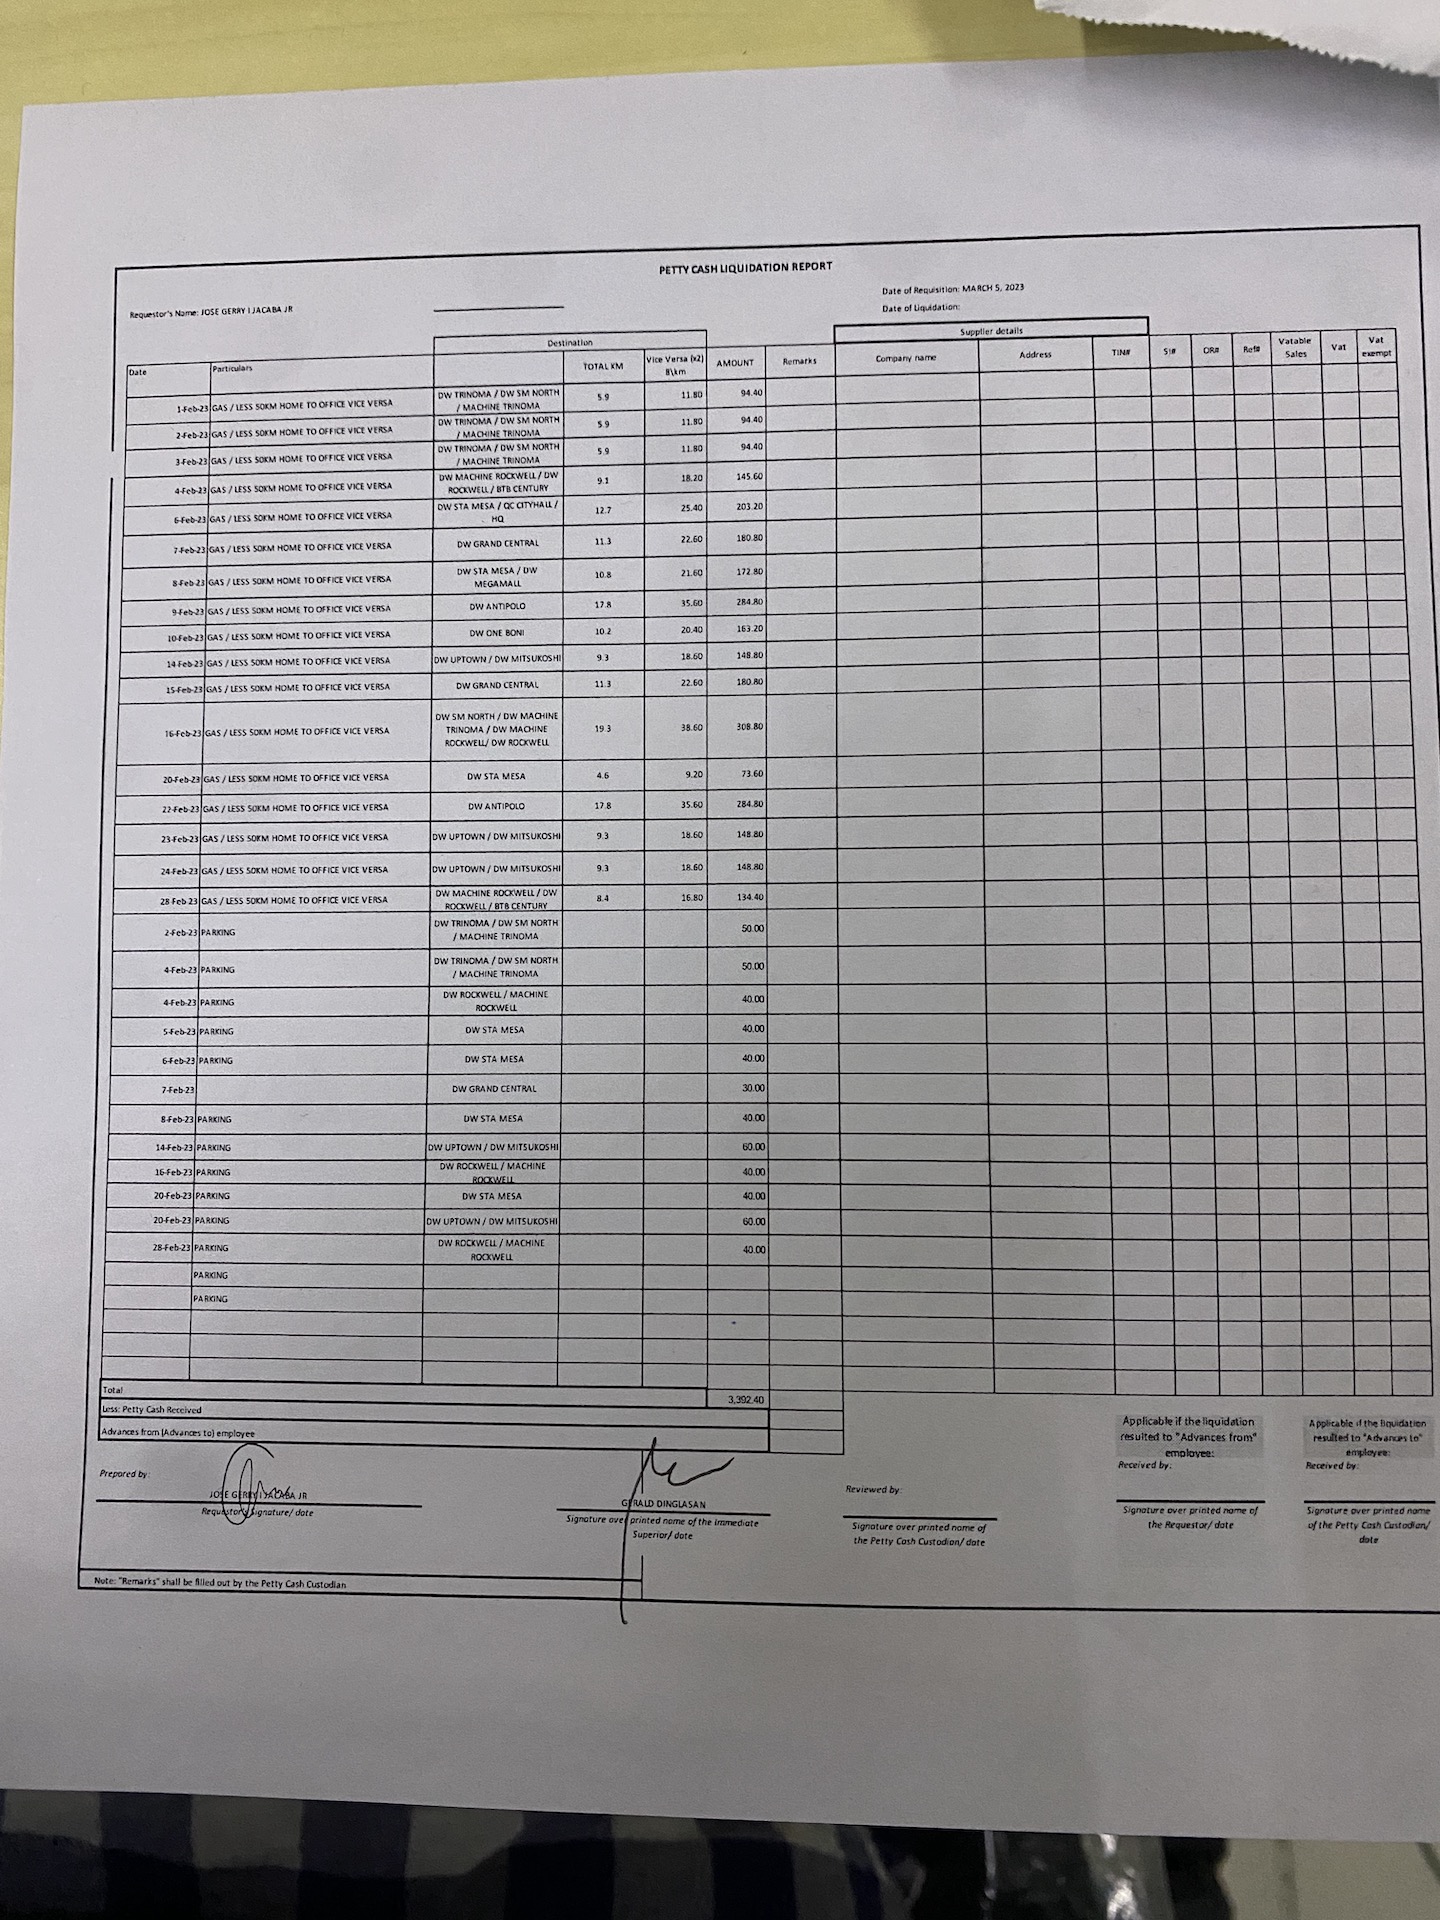 PETTY CASH LIQUIDATION REPORT
Requestor's Name: JOSE GERRY I JACABA JR
Date of Requisition: MARCH 5, 2023
Date of Liquidation:
Destination
Supplier details
Date Particulars TOTAL KM Vice Versa (x2) 8\km AMOUNT Remarks Company name Address TIN# SI# OR# Ref# Vatable Sales Vat Vat exempt
1-Feb-23 GAS / LESS 50KM HOME TO OFFICE VICE VERSA DW TRINOMA / DW SM NORTH / MACHINE TRINOMA 5.9 11.80 94.40
2-Feb-23 GAS / LESS 50KM HOME TO OFFICE VICE VERSA DW TRINOMA / DW SM NORTH / MACHINE TRINOMA 5.9 11.80 94.40
3-Feb-23 GAS / LESS 50KM HOME TO OFFICE VICE VERSA DW TRINOMA / DW SM NORTH / MACHINE TRINOMA 5.9 11.80 94.40
4-Feb-23 GAS / LESS 50KM HOME TO OFFICE VICE VERSA DW MACHINE ROCKWELL / DW ROCKWELL / BTB CENTURY 9.1 18.20 145.60
6-Feb-23 GAS / LESS 50KM HOME TO OFFICE VICE VERSA DW STA MESA / QC CITYHALL / HQ 12.7 25.40 203.20
7-Feb-23 GAS / LESS 50KM HOME TO OFFICE VICE VERSA DW GRAND CENTRAL 11.3 22.60 180.80
8-Feb-23 GAS / LESS 50KM HOME TO OFFICE VICE VERSA DW STA MESA / DW MEGAMALL 10.8 21.60 172.80
9-Feb-23 GAS / LESS 50KM HOME TO OFFICE VICE VERSA DW ANTIPOLO 17.8 35.60 284.80
10-Feb-23 GAS / LESS 50KM HOME TO OFFICE VICE VERSA DW ONE BONI 10.2 20.40 163.20
14-Feb-23 GAS / LESS 50KM HOME TO OFFICE VICE VERSA DW UPTOWN / DW MITSUKOSHI 9.3 18.60 148.80
15-Feb-23 GAS / LESS 50KM HOME TO OFFICE VICE VERSA DW GRAND CENTRAL 11.3 22.60 180.80
16-Feb-23 GAS / LESS 50KM HOME TO OFFICE VICE VERSA DW SM NORTH / DW MACHINE TRINOMA / DW MACHINE ROCKWELL/ DW ROCKWELL 19.3 38.60 308.80
20-Feb-23 GAS / LESS 50KM HOME TO OFFICE VICE VERSA DW STA MESA 4.6 9.20 73.60
22-Feb-23 GAS / LESS 50KM HOME TO OFFICE VICE VERSA DW ANTIPOLO 17.8 35.60 284.80
23-Feb-23 GAS / LESS 50KM HOME TO OFFICE VICE VERSA DW UPTOWN / DW MITSUKOSHI 9.3 18.60 148.80
24-Feb-23 GAS / LESS 50KM HOME TO OFFICE VICE VERSA DW UPTOWN / DW MITSUKOSHI 9.3 18.60 148.80
28-Feb-23 GAS / LESS 50KM HOME TO OFFICE VICE VERSA DW MACHINE ROCKWELL / DW ROCKWELL / BTB CENTURY 8.4 16.80 134.40
2-Feb-23 PARKING DW TRINOMA / DW SM NORTH / MACHINE TRINOMA 50.00
4-Feb-23 PARKING DW TRINOMA / DW SM NORTH / MACHINE TRINOMA 50.00
4-Feb-23 PARKING DW ROCKWELL / MACHINE ROCKWELL 40.00
5-Feb-23 PARKING DW STA MESA 40.00
6-Feb-23 PARKING DW STA MESA 40.00
7-Feb-23 DW GRAND CENTRAL 30.00
8-Feb-23 PARKING DW STA MESA 40.00
14-Feb-23 PARKING DW UPTOWN / DW MITSUKOSHI 60.00
16-Feb-23 PARKING DW ROCKWELL / MACHINE ROCKWELL 40.00
20-Feb-23 PARKING DW STA MESA 40.00
20-Feb-23 PARKING DW UPTOWN / DW MITSUKOSHI 60.00
28-Feb-23 PARKING DW ROCKWELL / MACHINE ROCKWELL 40.00
PARKING
PARKING
Total 3,392.40
Less: Petty Cash Received
Advances from (Advances to) employee
Applicable if the liquidation resulted to "Advances from" employee:
Received by:
Signature over printed name of the Requestor/ date
Applicable if the liquidation resulted to "Advances to" employee:
Received by:
Signature over printed name of the Petty Cash Custodian/ date
Prepared by:
JOSE GERRY I JACABA JR
Requestor's signature/ date
GERALD DINGLASAN
Signature over printed name of the Immediate Superior/ date
Reviewed by:
Signature over printed name of the Petty Cash Custodian/ date
Note: "Remarks" shall be filled out by the Petty Cash Custodian